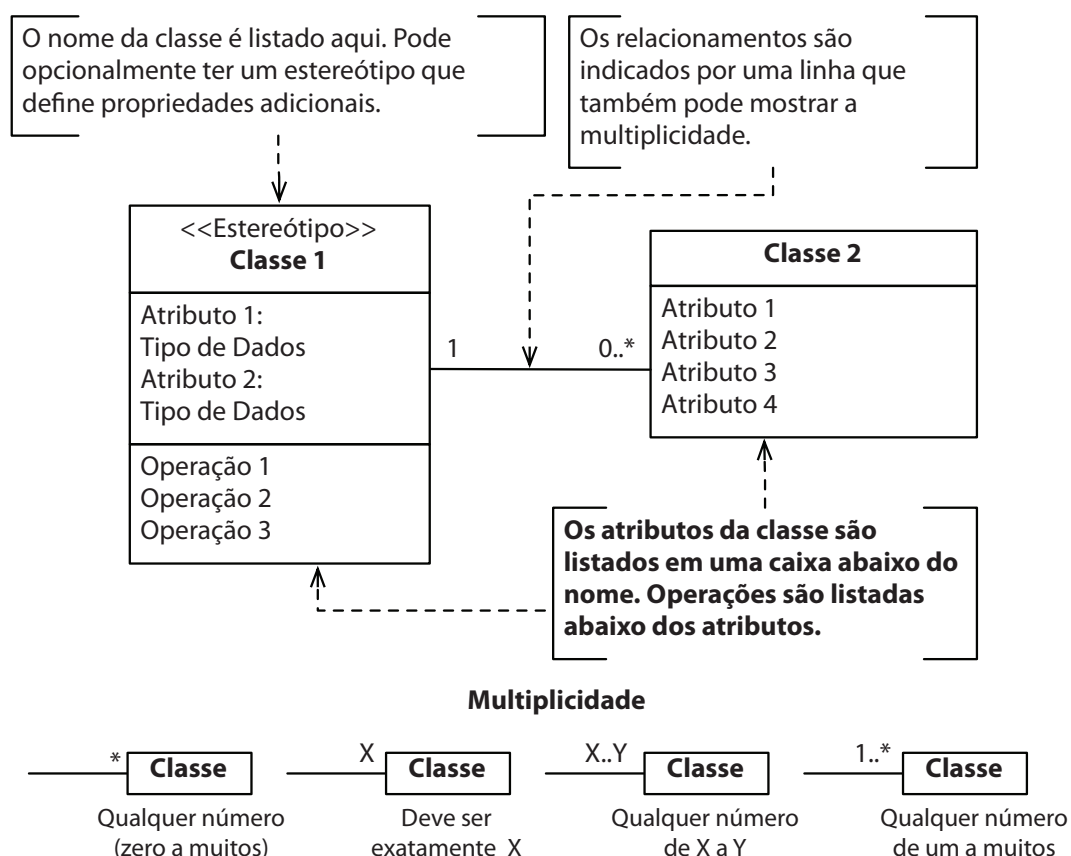 O nome da classe é listado aqui. Pode
opcionalmente ter um estereótipo que
define propriedades adicionais.
Os relacionamentos são
indicados por uma linha que
também pode mostrar a
multiplicidade.
<<Estereótipo>>
Classe 1
Atributo 1:
Tipo de Dados
Atributo 2:
Tipo de Dados
Operação 1
Operação 2
Operação 3
1
0..*
Classe 2
Atributo 1
Atributo 2
Atributo 3
Atributo 4
Os atributos da classe são
listados em uma caixa abaixo do
nome. Operações são listadas
abaixo dos atributos.
Multiplicidade
*
Classe
Qualquer número
(zero a muitos)
X
Classe
Deve ser
exatamente X
X..Y
Classe
Qualquer número
de X a Y
1..*
Classe
Qualquer número
de um a muitos